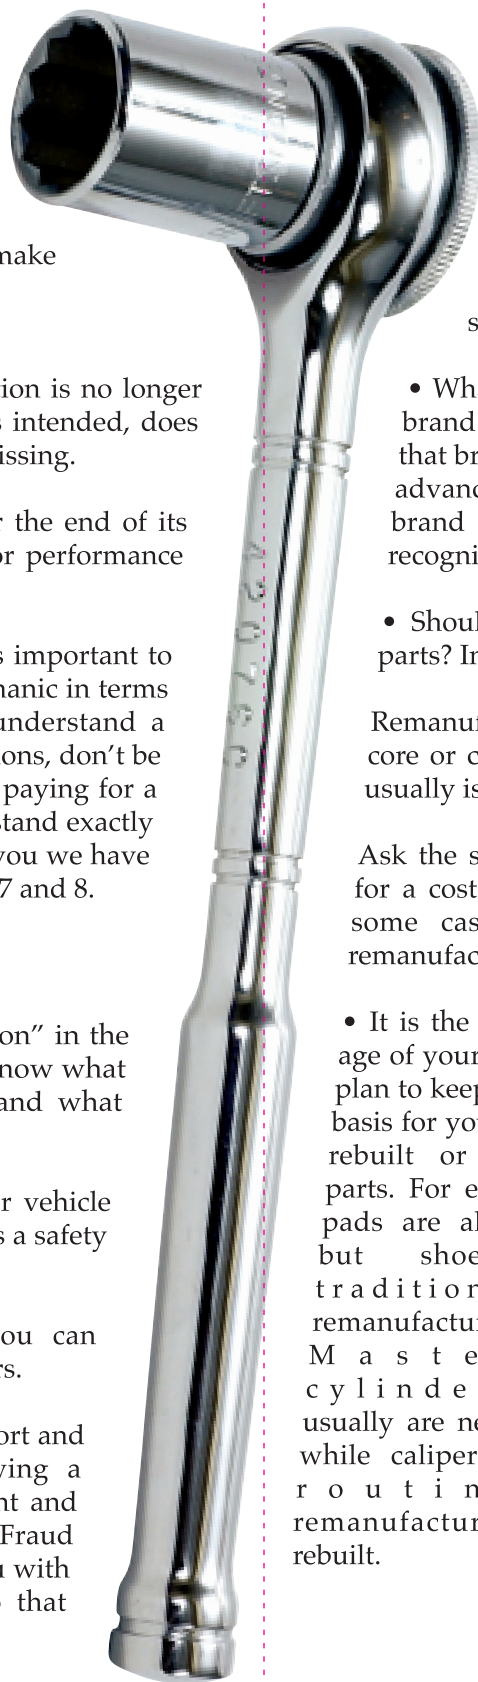 make
tion is no longer
s intended, does
issing.
r the end of its
or performance
s important to
hanic in terms
understand a
ions, don't be
paying for a
stand exactly
you we have
7 and 8.
on” in the
now what
and what
r vehicle
s a safety
ou can
rs.
ort and
ving a
nt and
Fraud
u with
that
s
• Wha
brand
that br
advanc
brand
recogni
• Shoul
parts? In
Remanuf
core or c
usually is
Ask the s
for a cost
some cas
remanufac
• It is the
age of your
plan to keep
basis for you
rebuilt or
parts. For e
pads are al
but shoe
tradition
remanufactur
Maste
cylinde
usually are ne
while caliper
routin
remanufactur
rebuilt.